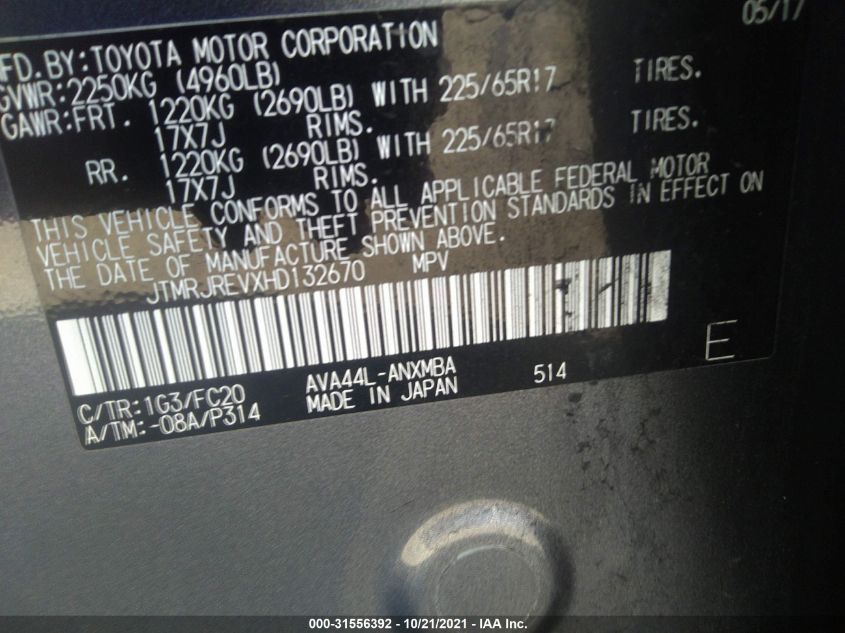 05/17
MFD.BY:TOYOTA MOTOR CORPORATION
GVWR:2250KG (4960LB)
GAWR:FRT. 1220KG (2690LB) WITH 225/65R17 TIRES.
17X7J RIMS.
RR. 1220KG (2690LB) WITH 225/65R17 TIRES.
17X7J RIMS.
THIS VEHICLE CONFORMS TO ALL APPLICABLE FEDERAL MOTOR
VEHICLE SAFETY AND THEFT PREVENTION STANDARDS IN EFFECT ON
THE DATE OF MANUFACTURE SHOWN ABOVE.
JTMRJREVXHD132670 MPV
E
C/TR:1G3/FC20 AVA44L-ANXMBA 514
A/TM:-08A/P314 MADE IN JAPAN
000-31556392 - 10/21/2021 - IAA Inc.